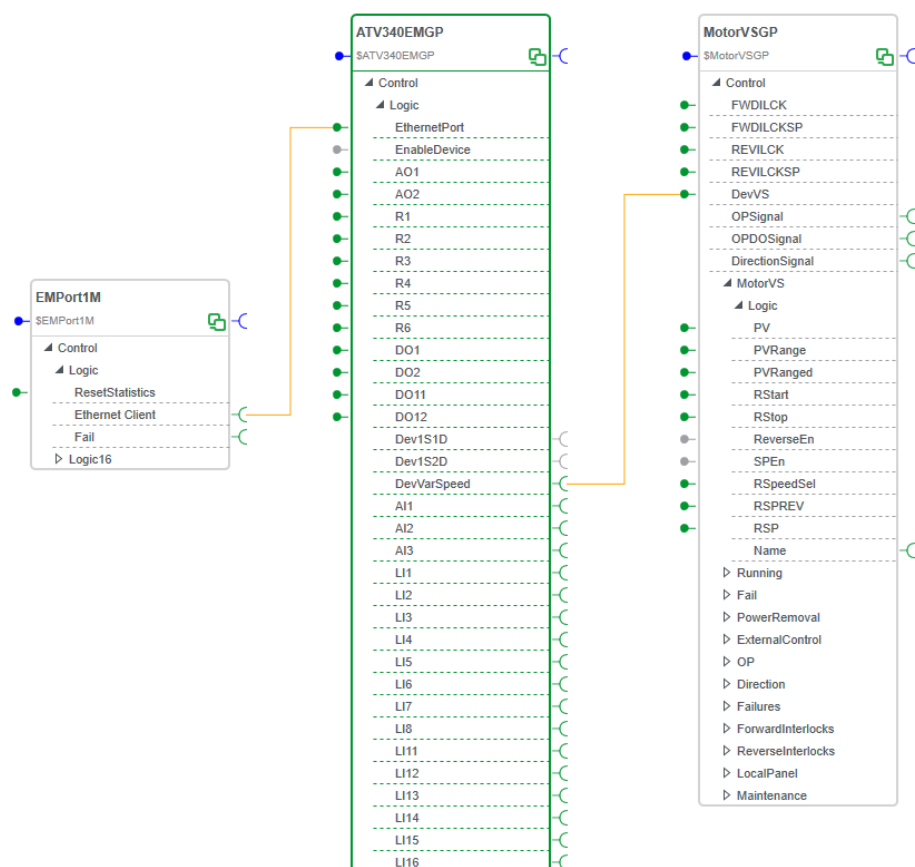 EMPort1M
$EMPort1M
Control
Logic
ResetStatistics
Ethernet Client
Fail
Logic16
ATV340EMGP
$ATV340EMGP
Control
Logic
EthernetPort
EnableDevice
AO1
AO2
R1
R2
R3
R4
R5
R6
DO1
DO2
DO11
DO12
Dev1S1D
Dev1S2D
DevVarSpeed
AI1
AI2
AI3
LI1
LI2
LI3
LI4
LI5
LI6
LI7
LI8
LI11
LI12
LI13
LI14
LI15
LI16
MotorVSGP
$MotorVSGP
Control
FWDILCK
FWDILCKSP
REVILCK
REVILCKSP
DevVS
OPSignal
OPDOSignal
DirectionSignal
MotorVS
Logic
PV
PVRange
PVRanged
RStart
RStop
ReverseEn
SPEn
RSpeedSel
RSPREV
RSP
Name
Running
Fail
PowerRemoval
ExternalControl
OP
Direction
Failures
ForwardInterlocks
ReverseInterlocks
LocalPanel
Maintenance